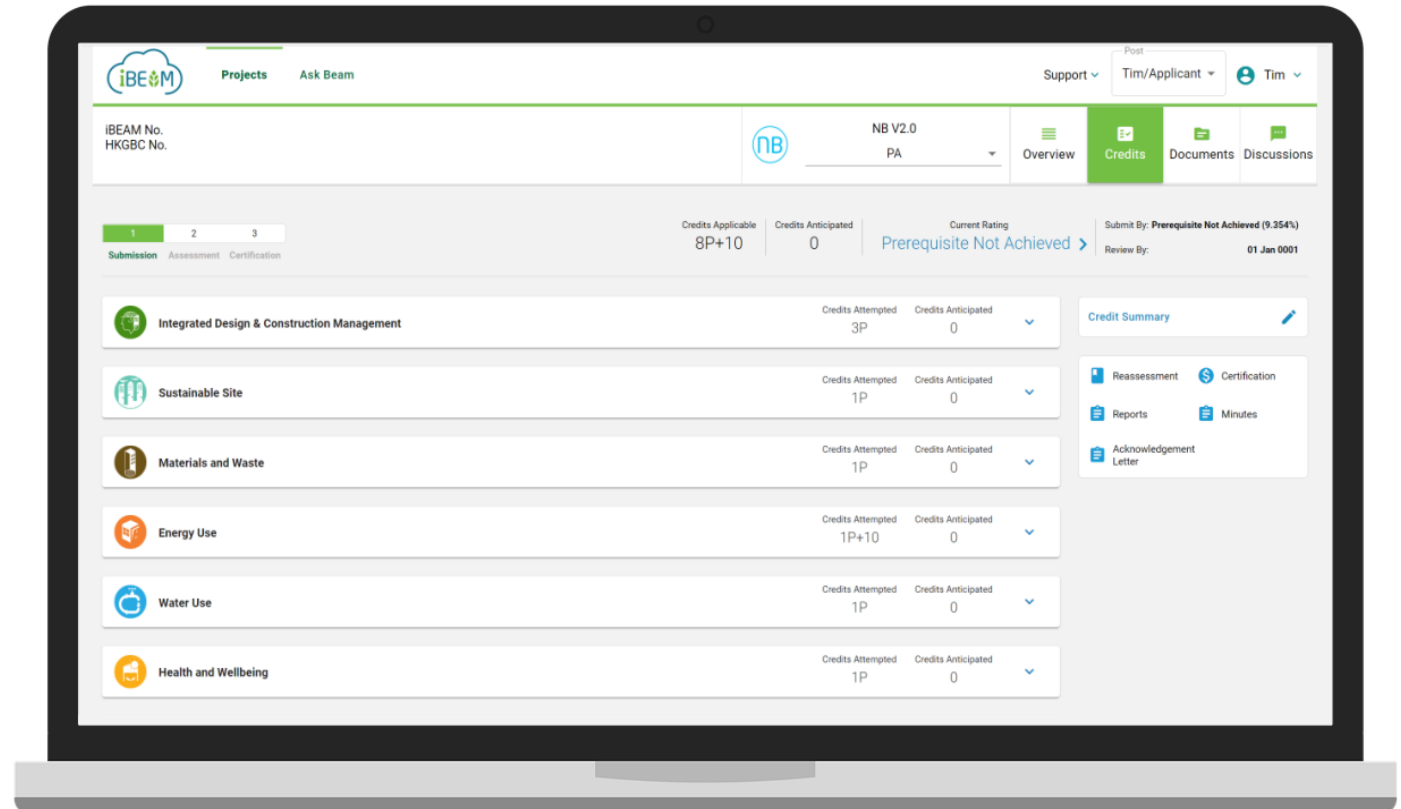 iBEAM
Projects
Ask Beam
Support
Post
Tim/Applicant
Tim
iBEAM No.
HKGBC No.
NB
NB V2.0
PA
Overview
Credits
Documents
Discussions
1 2 3
Submission Assessment Certification
Credits Applicable
8P+10
Credits Anticipated
0
Current Rating
Prerequisite Not Achieved
Submit By: Prerequisite Not Achieved (9.354%)
Review By: 01 Jan 0001
Integrated Design & Construction Management
Credits Attempted Credits Anticipated
3P 0
Sustainable Site
Credits Attempted Credits Anticipated
1P 0
Materials and Waste
Credits Attempted Credits Anticipated
1P 0
Energy Use
Credits Attempted Credits Anticipated
1P+10 0
Water Use
Credits Attempted Credits Anticipated
1P 0
Health and Wellbeing
Credits Attempted Credits Anticipated
1P 0
Credit Summary
Reassessment Certification
Reports Minutes
Acknowledgement
Letter